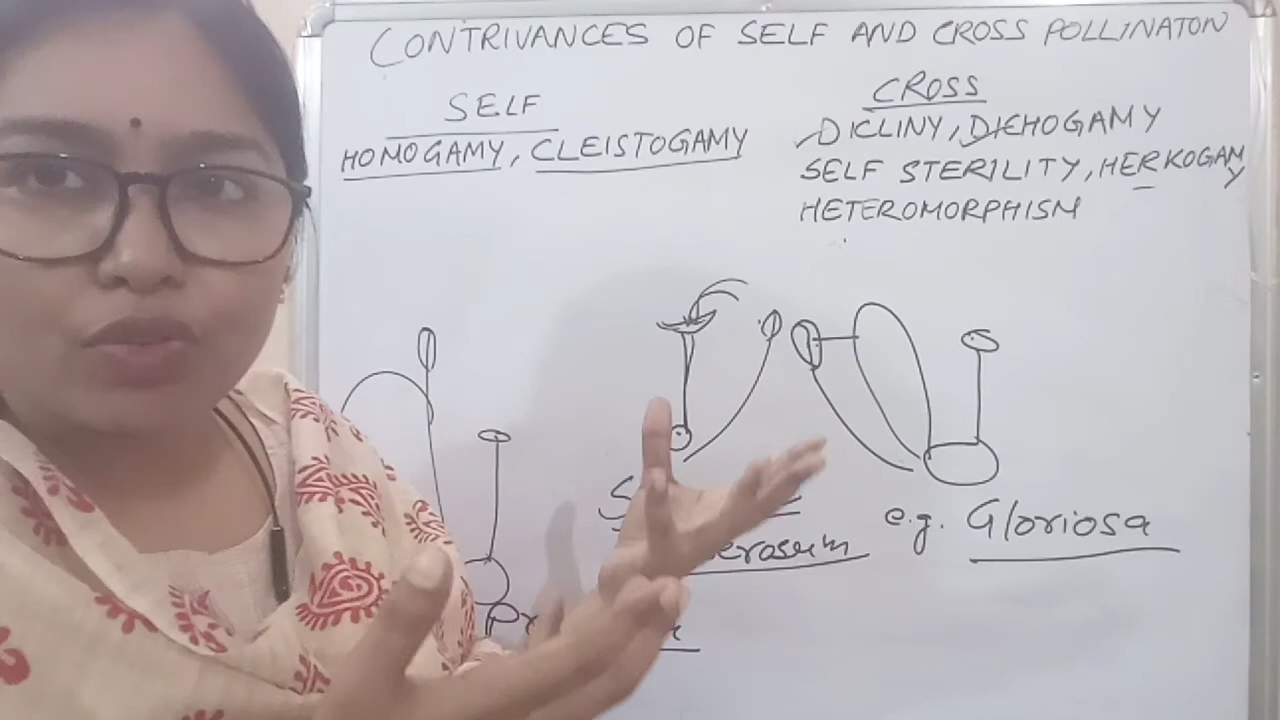 CONTRIVANCES OF SELF AND CROSS POLLINATON
SELF
HOMOGAMY, CLEISTOGAMY
CROSS
DICLINY, DICHOGAMY
SELF STERILITY, HERKOGAMY
HETEROMORPHISM
e.g. Gloriosa